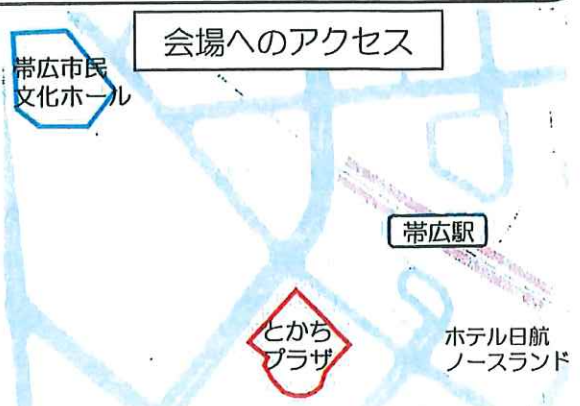 会場へのアクセス
帯広市民
文化ホール
帯広駅
とかち
プラザ
ホテル日航
ノースランド